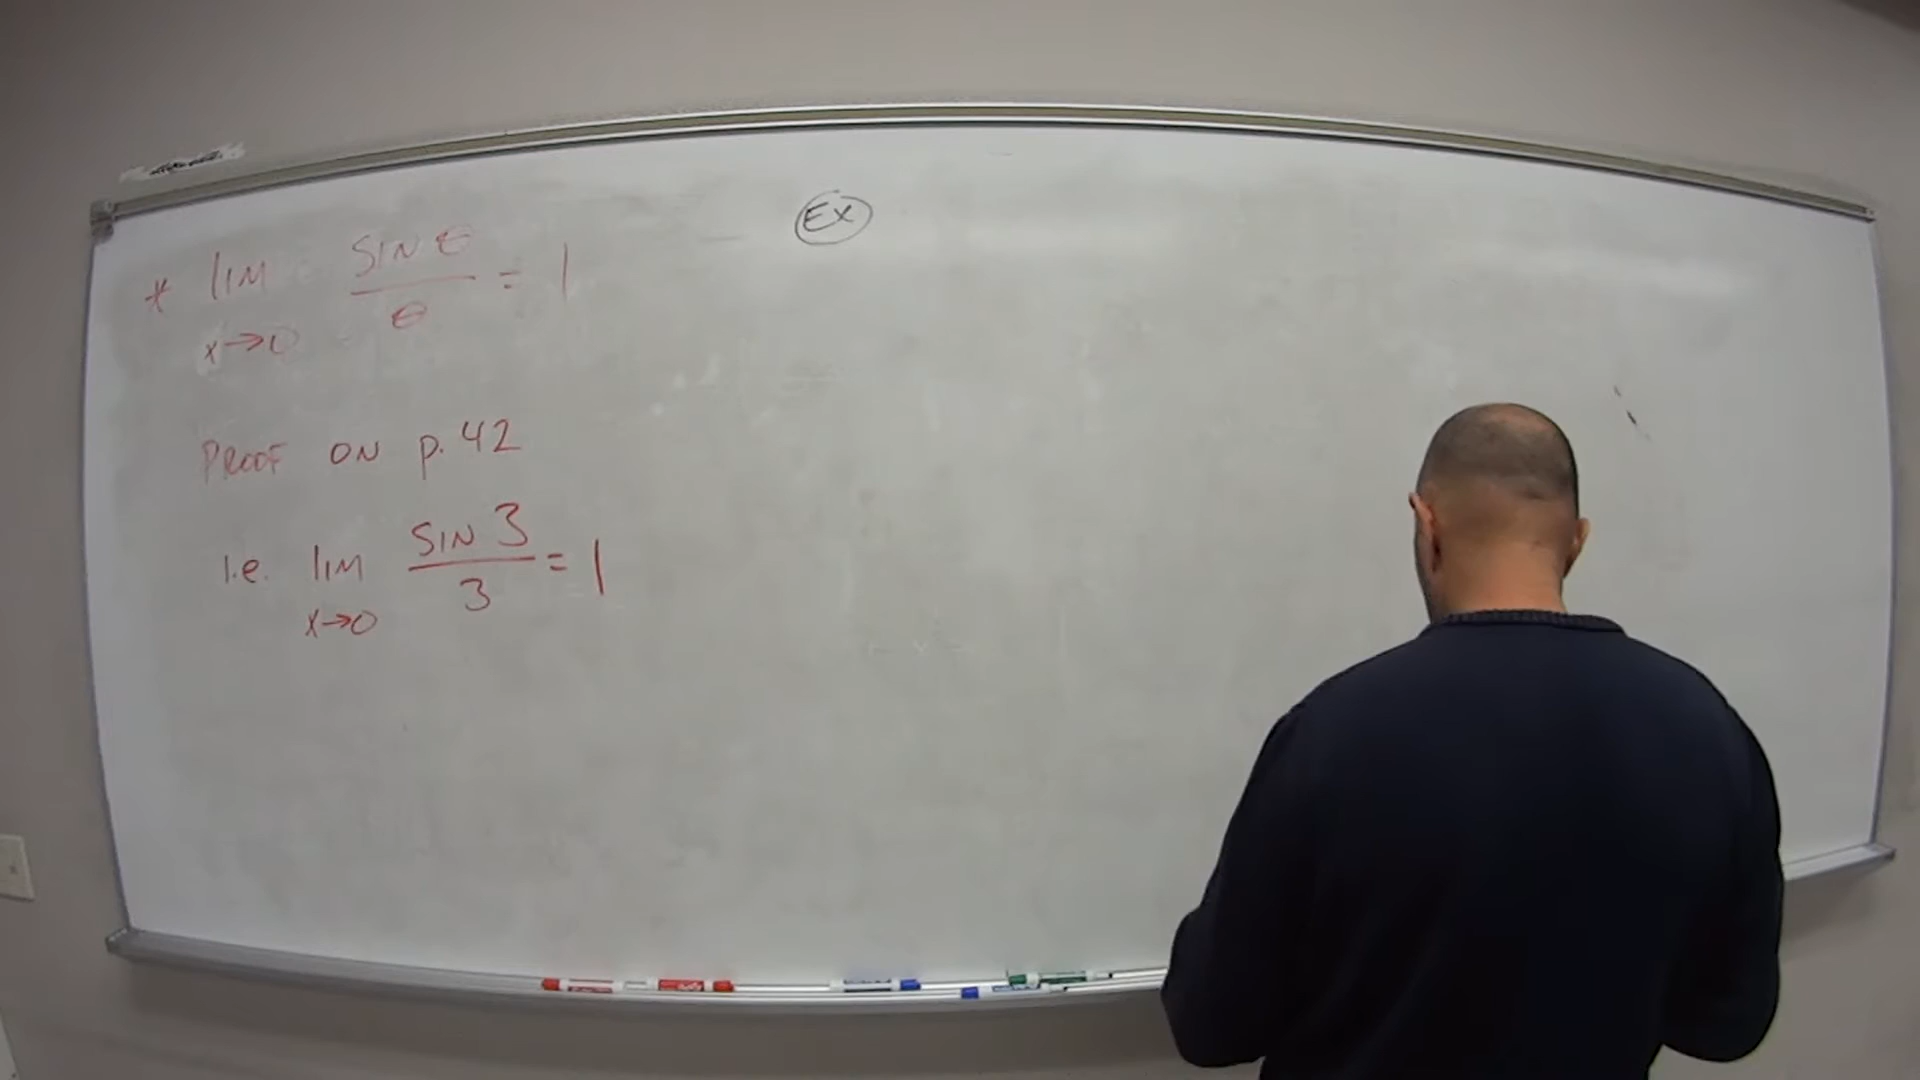 * lim sin θ / θ = 1
x→0
PROOF ON p. 42
i.e. lim sin 3 / 3 = 1
x→0
Ex